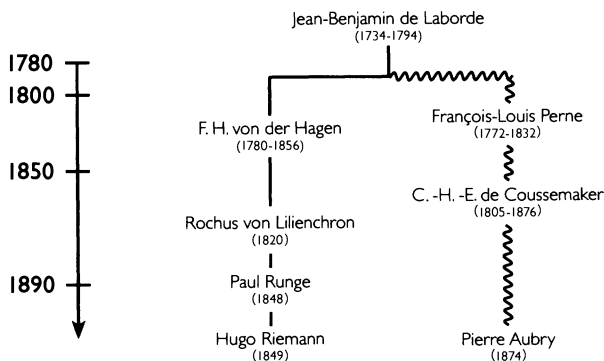 Jean-Benjamin de Laborde
(1734-1794)
1780
1800
1850
1890
F. H. von der Hagen
(1780-1856)
Rochus von Lilienchron
(1820)
Paul Runge
(1848)
Hugo Riemann
(1849)
François-Louis Perne
(1772-1832)
C. -H. -E. de Coussemaker
(1805-1876)
Pierre Aubry
(1874)